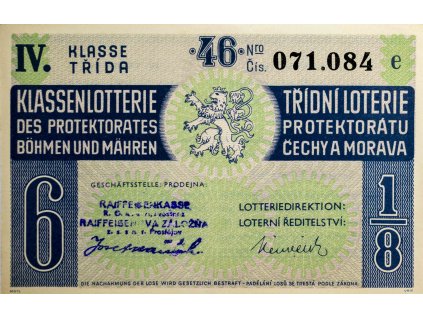 IV. KLASSE TŘÍDA ·46· Nro Čís. 071.084 e
KLASSENLOTTERIE
DES PROTEKTORATES
BÖHMEN UND MÄHREN
TŘÍDNÍ LOTERIE
PROTEKTORÁTU
ČECHY A MORAVA
6
GESCHÄFTSSTELLE: PRODEJNA:
RAIFFEISENKASSE
RAIFFEISENOVA ZÁLOŽNA
LOTTERIEDIREKTION:
LOTERNÍ ŘEDITELSTVÍ:
1/8
DIE NACHAHMUNG DER LOSE WIRD GESETZLICH BESTRAFT - PADĚLÁNÍ LOSŮ SE TRESTÁ PODLE ZÁKONA.